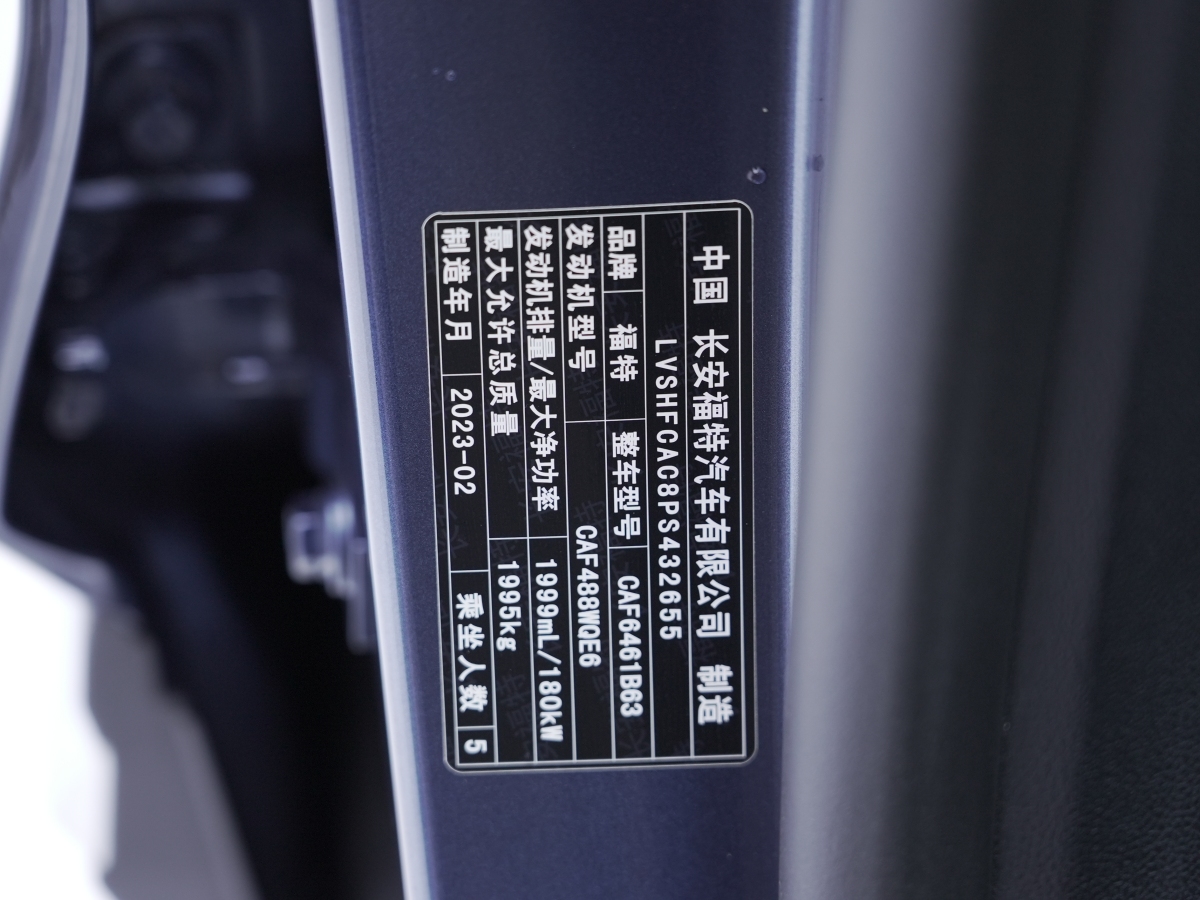 中国 长安福特汽车有限公司 制造
LVSHFCAC8PS432655
品牌 福特 整车型号 CAF6461B63
发动机型号 CAF488WQE6
发动机排量/最大净功率 1999mL/180kW
最大允许总质量 1995kg
制造年月 2023-02 乘坐人数 5